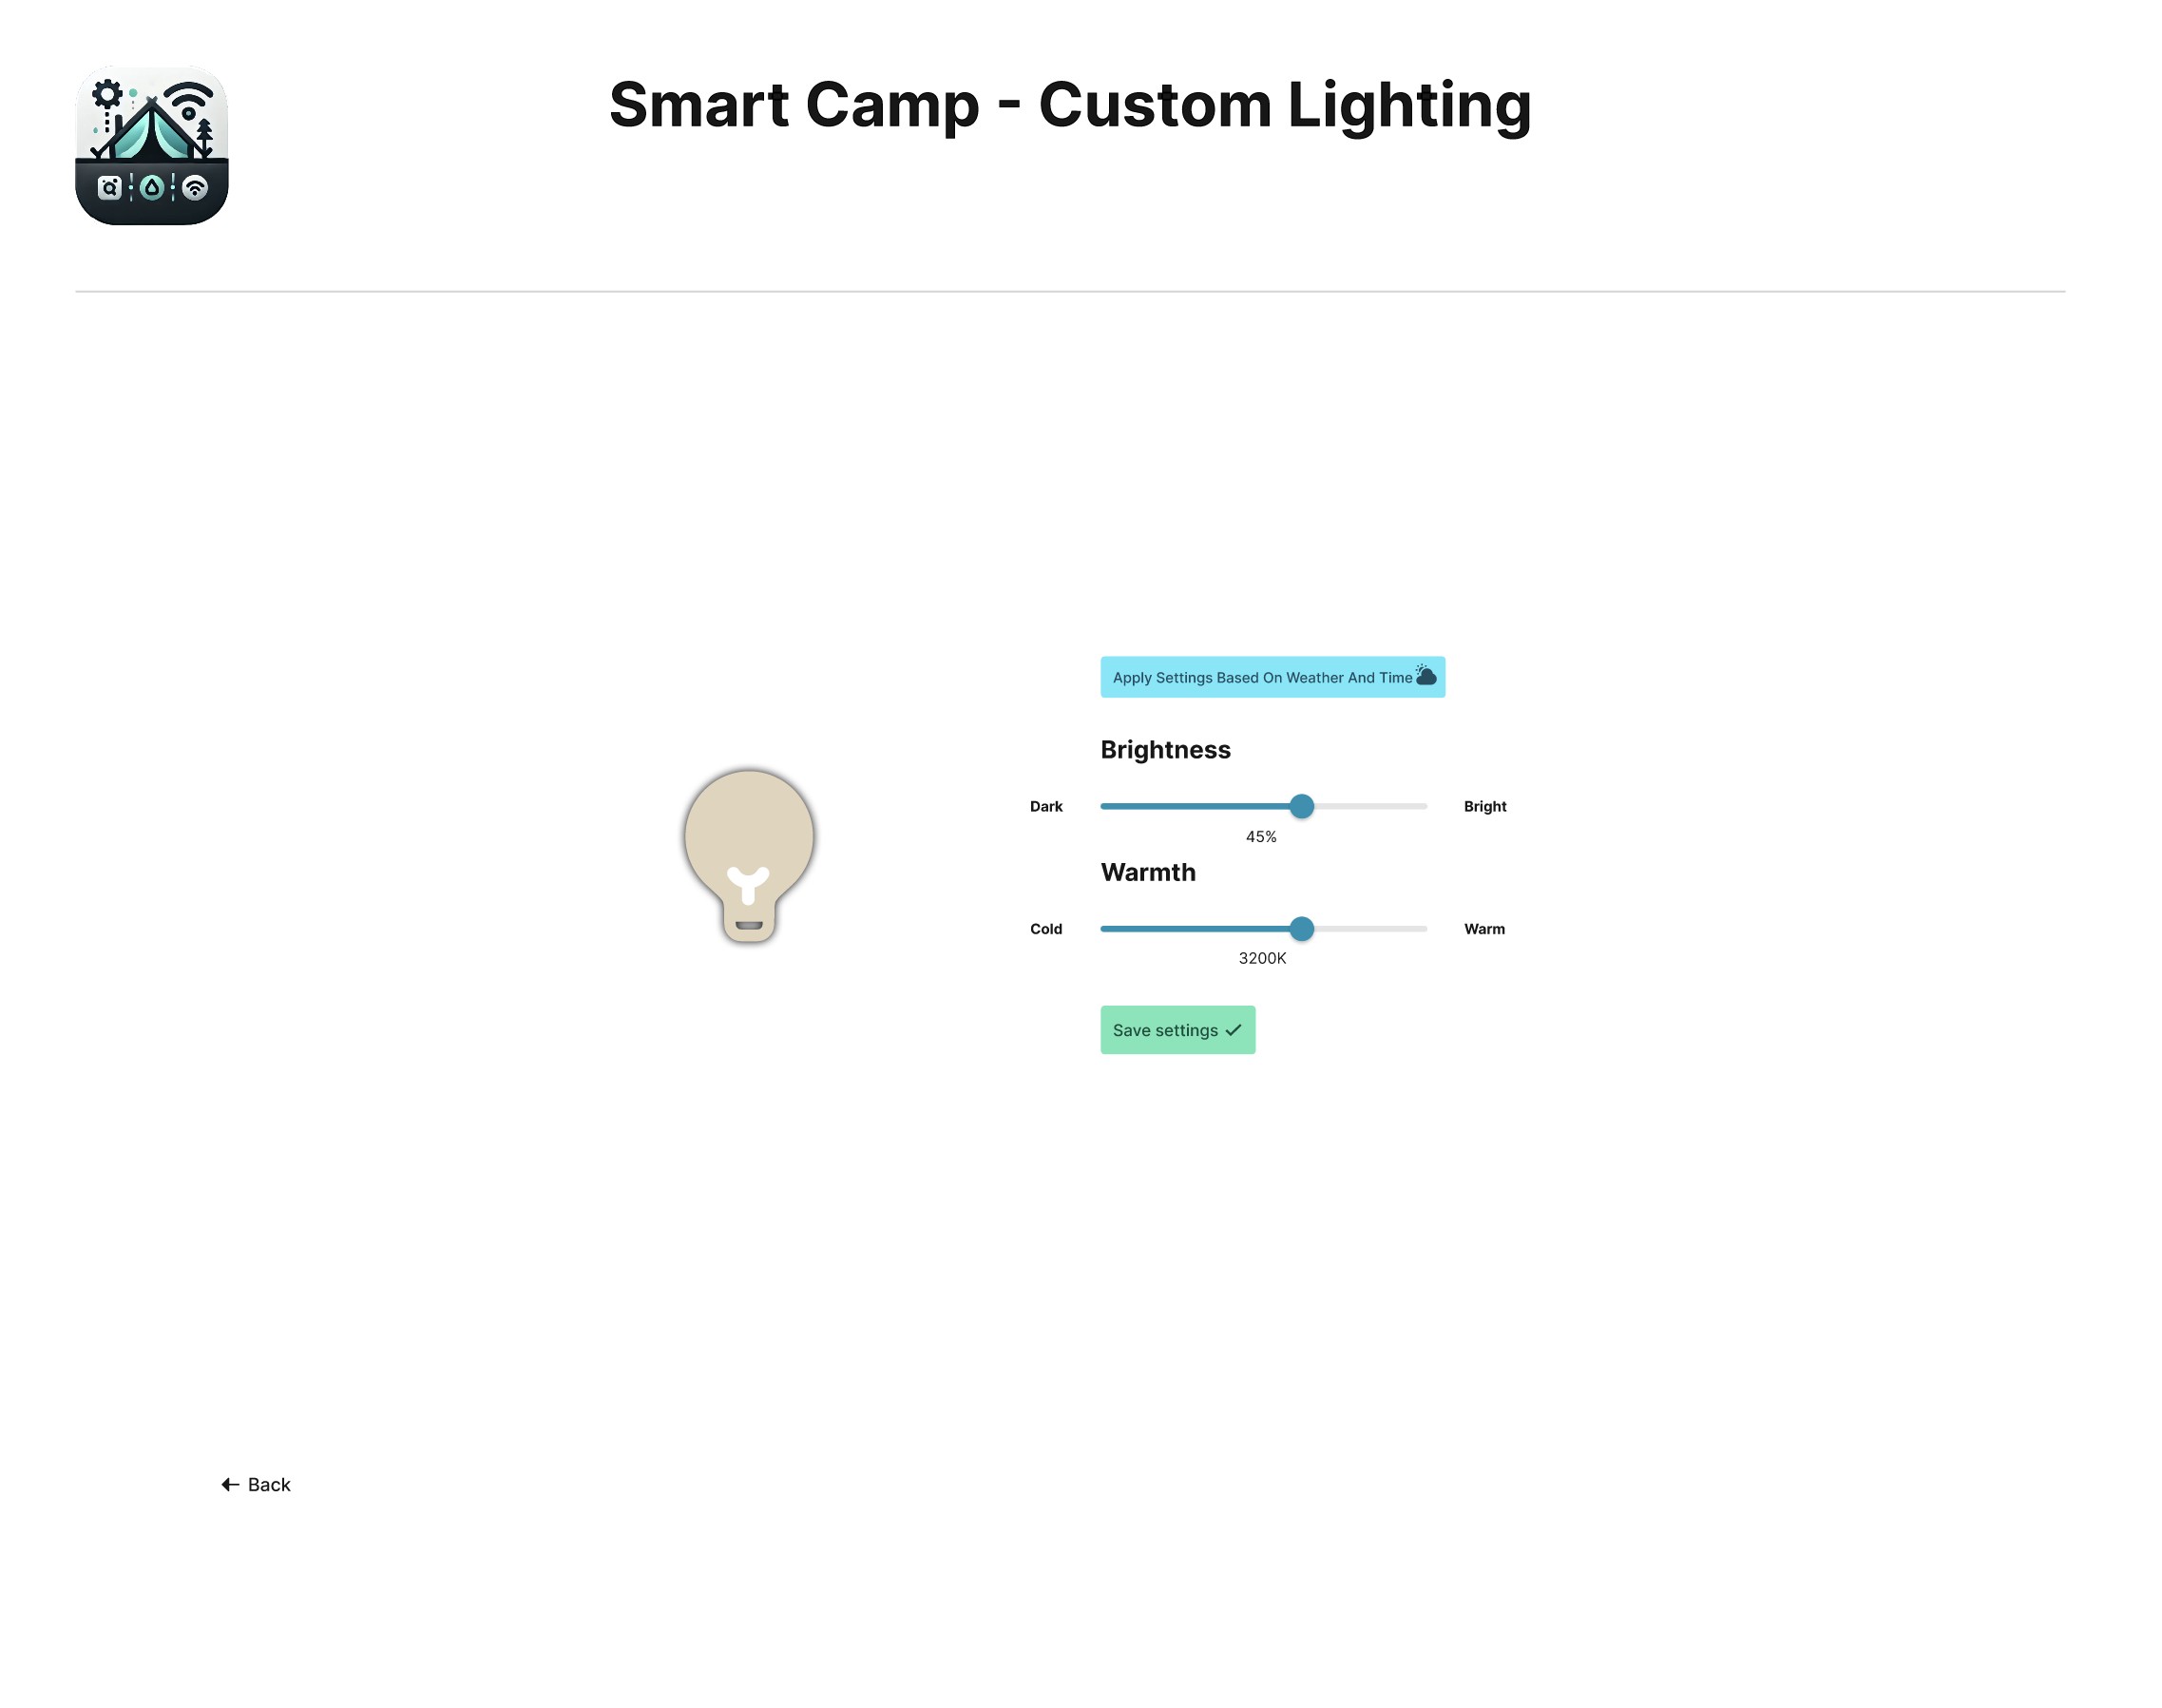 Smart Camp - Custom Lighting
Apply Settings Based On Weather And Time
Brightness
Dark
Bright
45%
Warmth
Cold
Warm
3200K
Save settings
Back